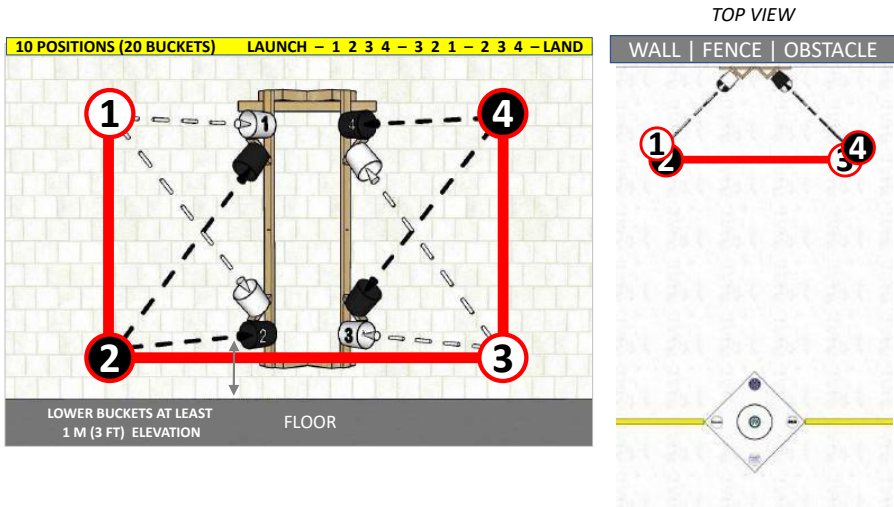 TOP VIEW
10 POSITIONS (20 BUCKETS) LAUNCH – 1 2 3 4 – 3 2 1 – 2 3 4 – LAND
WALL | FENCE | OBSTACLE
1
4
1
4
1
4
2
3
2
3
2
3
LOWER BUCKETS AT LEAST
1 M (3 FT) ELEVATION
FLOOR